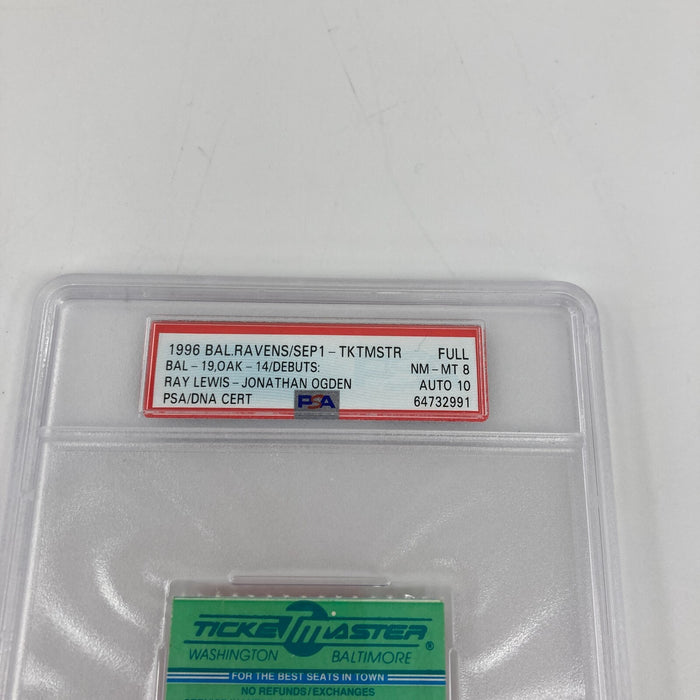 1996 BAL.RAVENS/SEP1-TKTMSTR FULL
BAL-19,OAK-14/DEBUTS: NM-MT 8
RAY LEWIS-JONATHAN OGDEN AUTO 10
PSA/DNA CERT PSA 64732991
TICKETMASTER®
WASHINGTON BALTIMORE
FOR THE BEST SEATS IN TOWN
NO REFUNDS/EXCHANGES